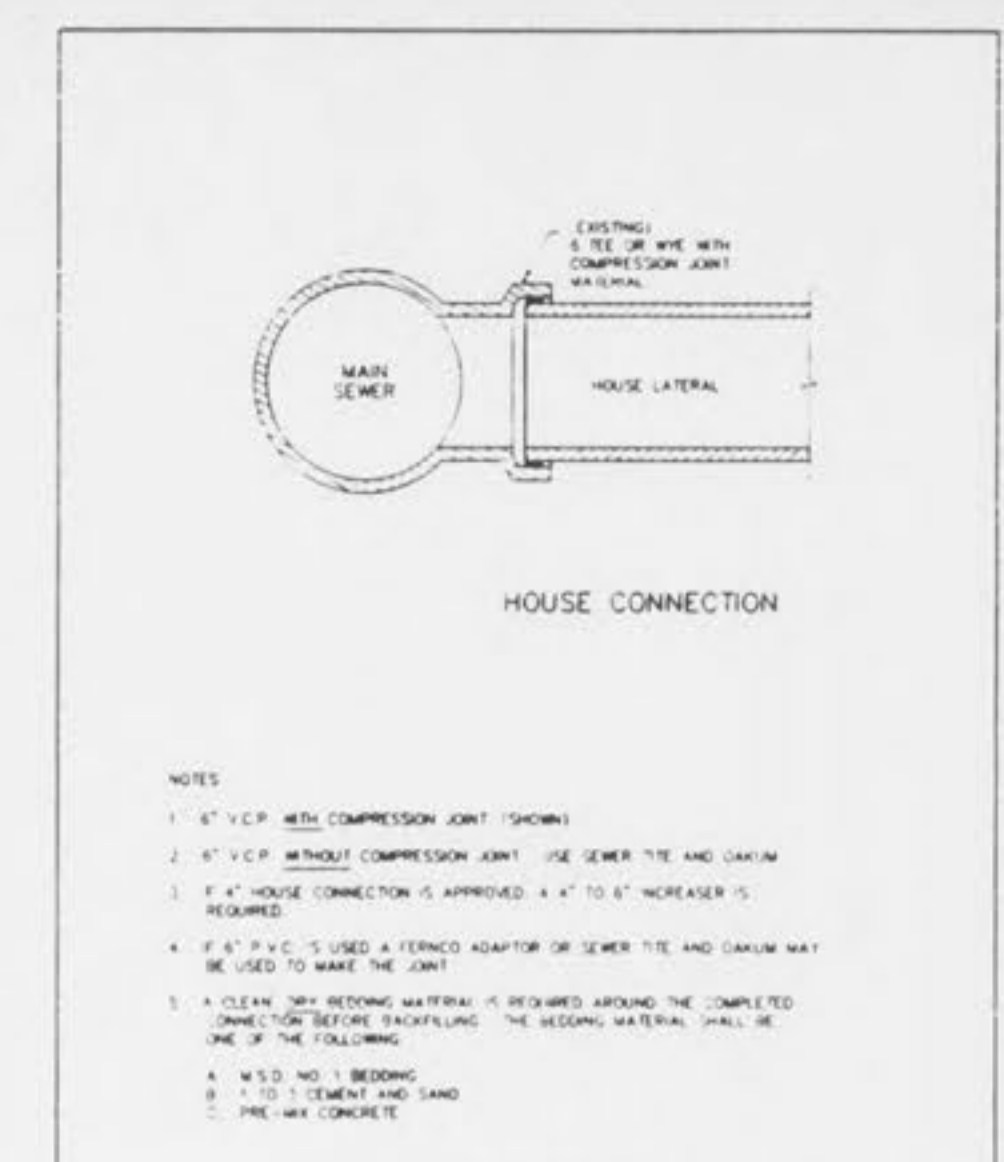 EXISTING:
6 TEE OR WYE WITH
COMPRESSION JOINT
MATERIAL
MAIN
SEWER
HOUSE LATERAL
HOUSE CONNECTION
NOTES
1 6" V.C.P. WITH COMPRESSION JOINT (SHOWN)
2 6" V.C.P. WITHOUT COMPRESSION JOINT USE SEWER TITE AND OAKUM
3 IF 4" HOUSE CONNECTION IS APPROVED, A 4" TO 6" INCREASER IS
REQUIRED
4 IF 6" P.V.C. IS USED A FERNCO ADAPTOR OR SEWER TITE AND OAKUM MAY
BE USED TO MAKE THE JOINT
5 A CLEAN, DRY BEDDING MATERIAL IS REQUIRED AROUND THE COMPLETED
CONNECTION BEFORE BACKFILLING. THE BEDDING MATERIAL SHALL BE
ONE OF THE FOLLOWING
A M.S.D. NO. 1 BEDDING
B TO CEMENT AND SAND
C PRE-MIX CONCRETE